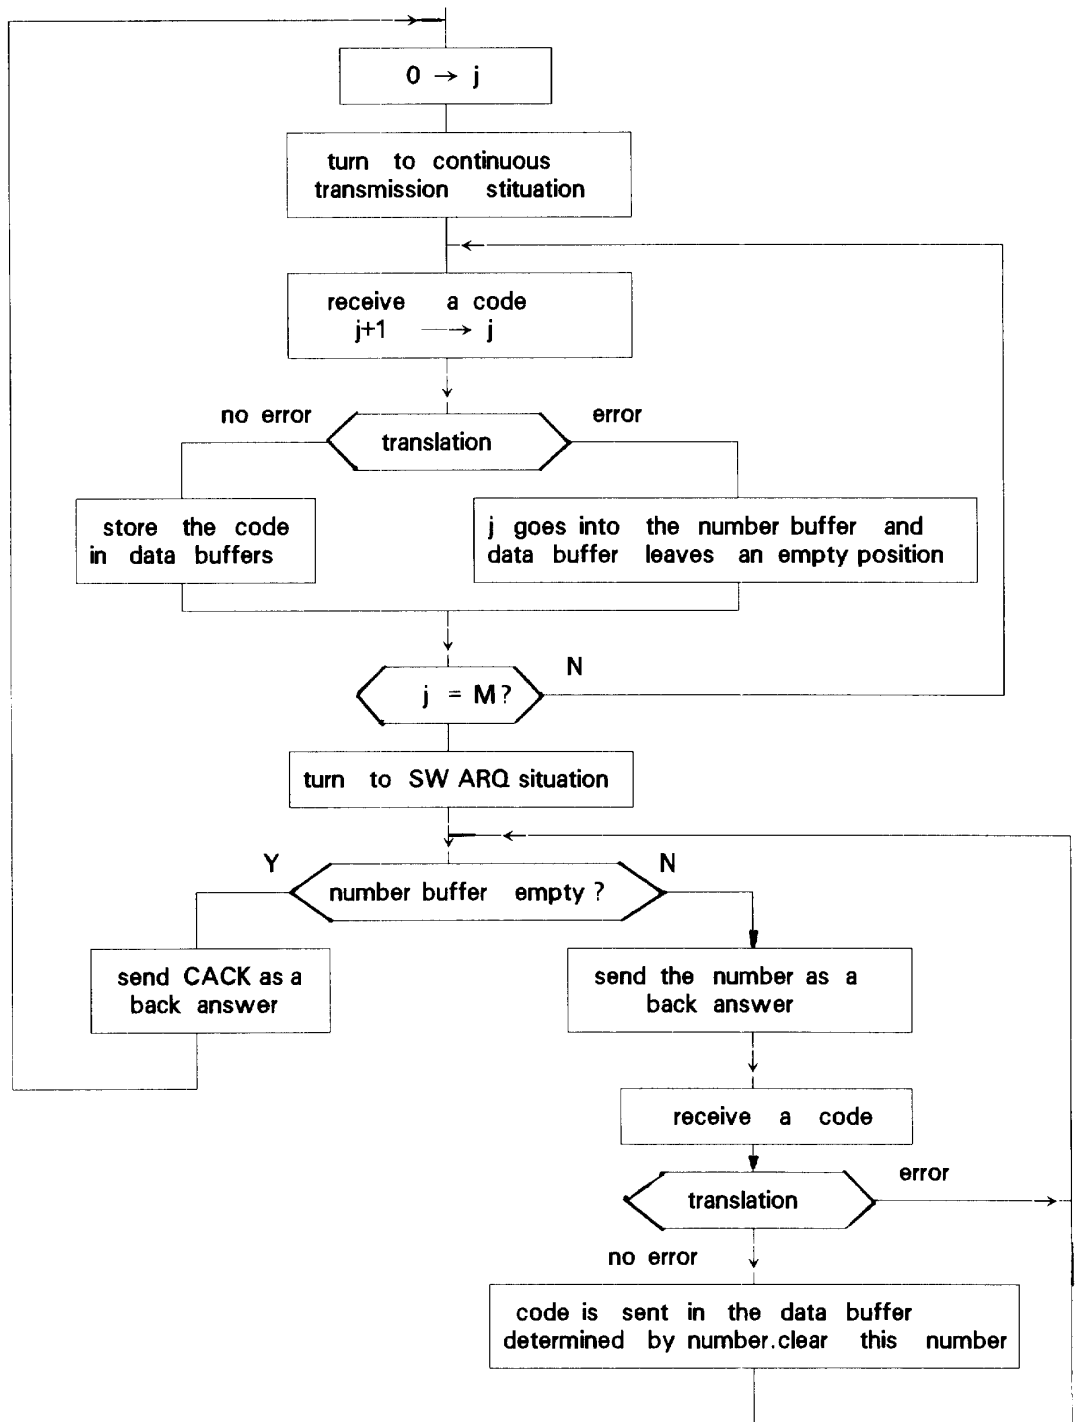 0 → j
turn to continuous
transmission stituation
receive a code
j+1 → j
no error
error
translation
store the code
in data buffers
j goes into the number buffer and
data buffer leaves an empty position
N
j = M?
turn to SW ARQ situation
Y
N
number buffer empty ?
send CACK as a
back answer
send the number as a
back answer
receive a code
error
translation
no error
code is sent in the data buffer
determined by number.clear this number